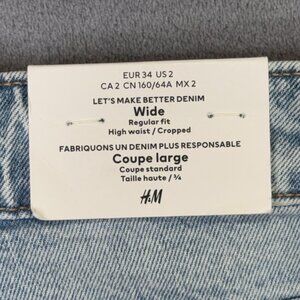 EUR 34 US 2
CA 2 CN 160/64A MX 2
LET'S MAKE BETTER DENIM
Wide
Regular fit
High waist / Cropped
FABRIQUONS UN DENIM PLUS RESPONSABLE
Coupe large
Coupe standard
Taille haute / ¾
H&M